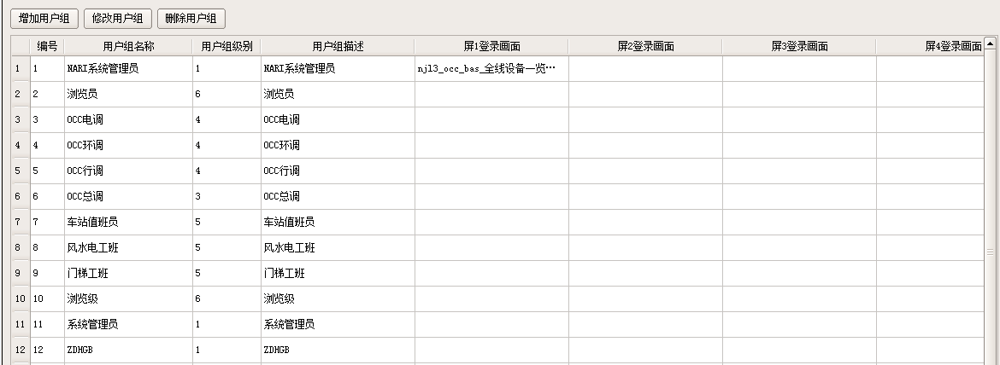 增加用户组 修改用户组 删除用户组
编号 用户组名称 用户组级别 用户组描述 屏1登录画面 屏2登录画面 屏3登录画面 屏4登录画面
1 1 NARI系统管理员 1 NARI系统管理员 njl3_occ_bas_全线设备一览…
2 2 浏览员 6 浏览员
3 3 OCC电调 4 OCC电调
4 4 OCC环调 4 OCC环调
5 5 OCC行调 4 OCC行调
6 6 OCC总调 3 OCC总调
7 7 车站值班员 5 车站值班员
8 8 风水电工班 5 风水电工班
9 9 门梯工班 5 门梯工班
10 10 浏览级 6 浏览级
11 11 系统管理员 1 系统管理员
12 12 ZDHGB 1 ZDHGB